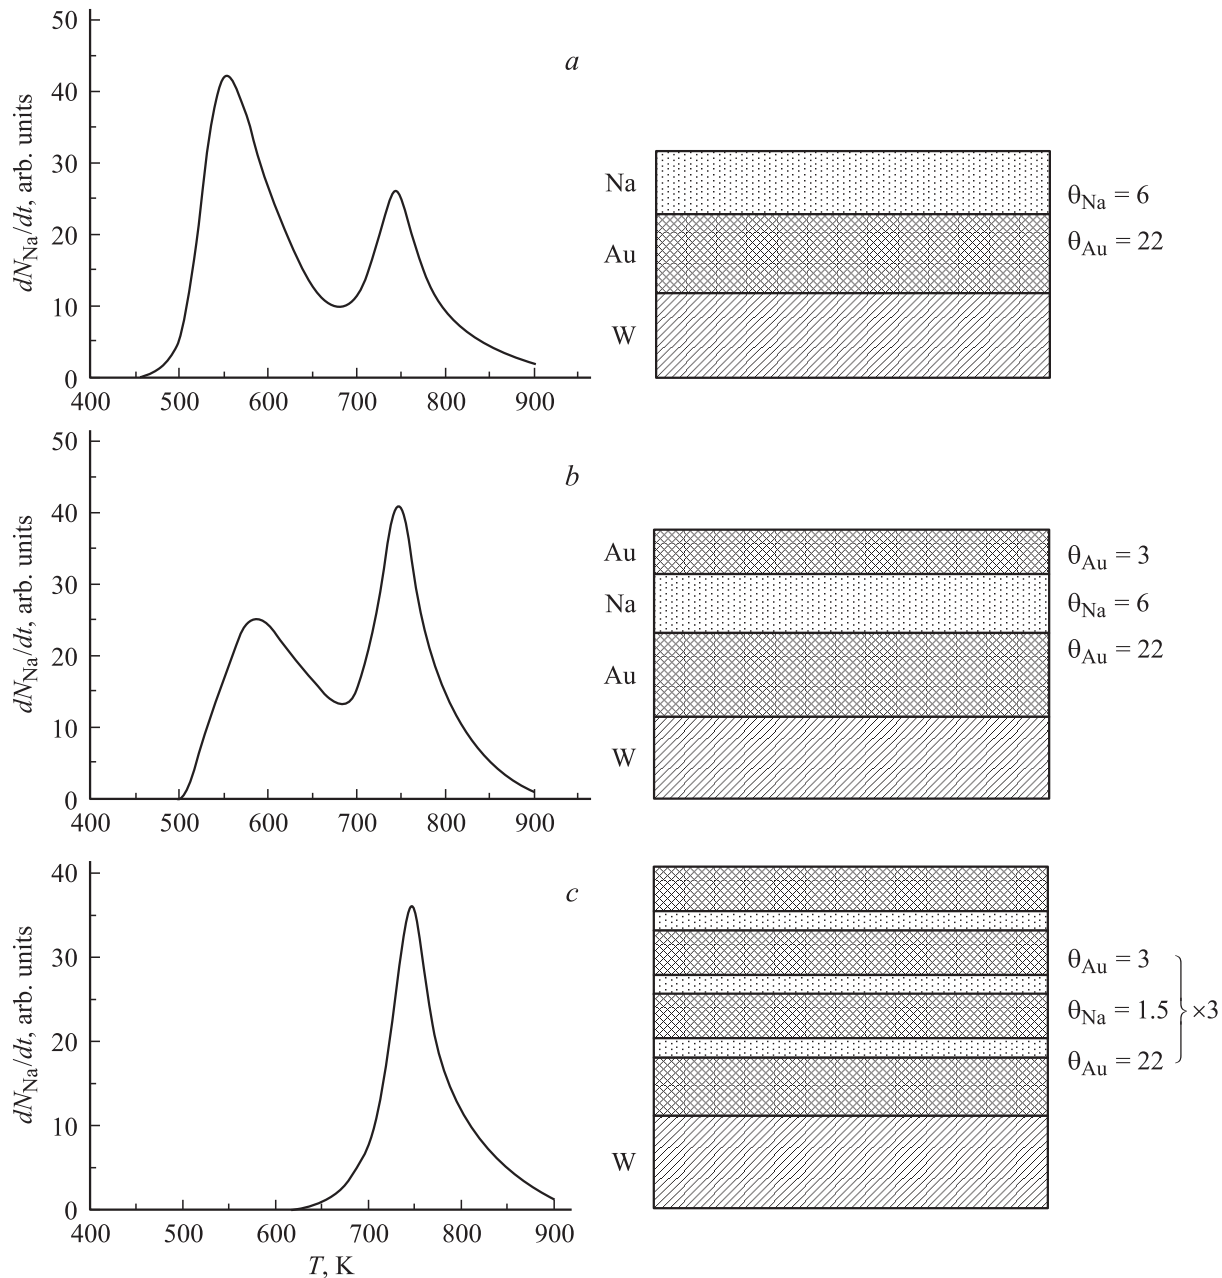 50
40
30
20
10
0
dN_Na/dt, arb. units
400 500 600 700 800 900
a
Na
Au
W
θ_Na = 6
θ_Au = 22
50
40
30
20
10
0
dN_Na/dt, arb. units
400 500 600 700 800 900
b
Au
Na
Au
W
θ_Au = 3
θ_Na = 6
θ_Au = 22
40
30
20
10
0
dN_Na/dt, arb. units
400 500 600 700 800 900
T, K
c
W
θ_Au = 3
θ_Na = 1.5 ×3
θ_Au = 22